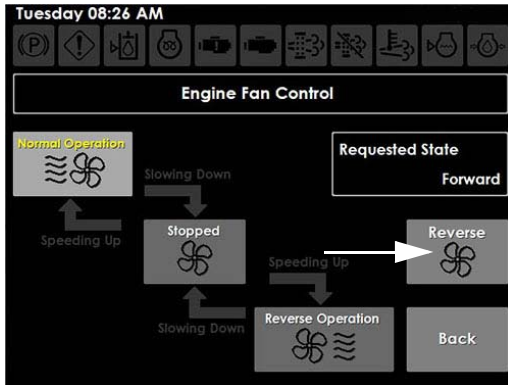 Tuesday 08:26 AM
P
Engine Fan Control
Normal Operation
Requested State
Forward
Slowing Down
Speeding Up
Stopped
Reverse
Speeding Up
Slowing Down
Reverse Operation
Back